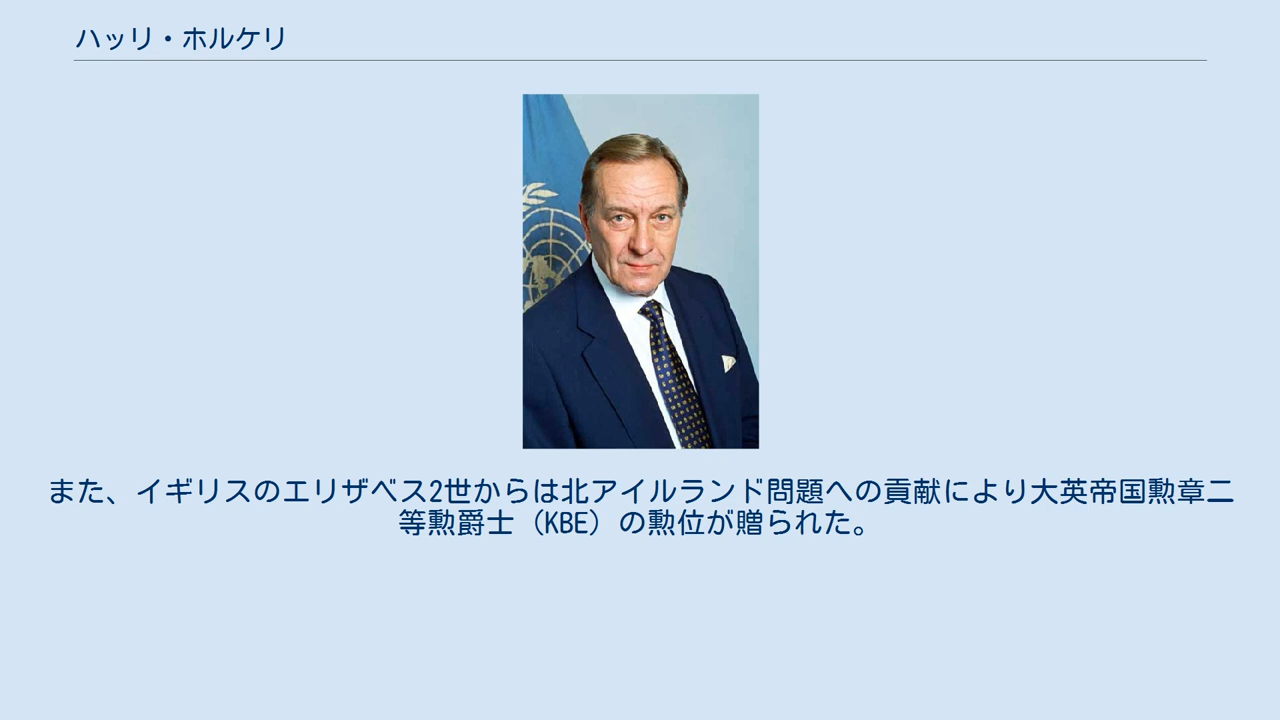 ハッリ・ホルケリ
また、イギリスのエリザベス2世からは北アイルランド問題への貢献により大英帝国勲章二
等勲爵士（KBE）の勲位が贈られた。